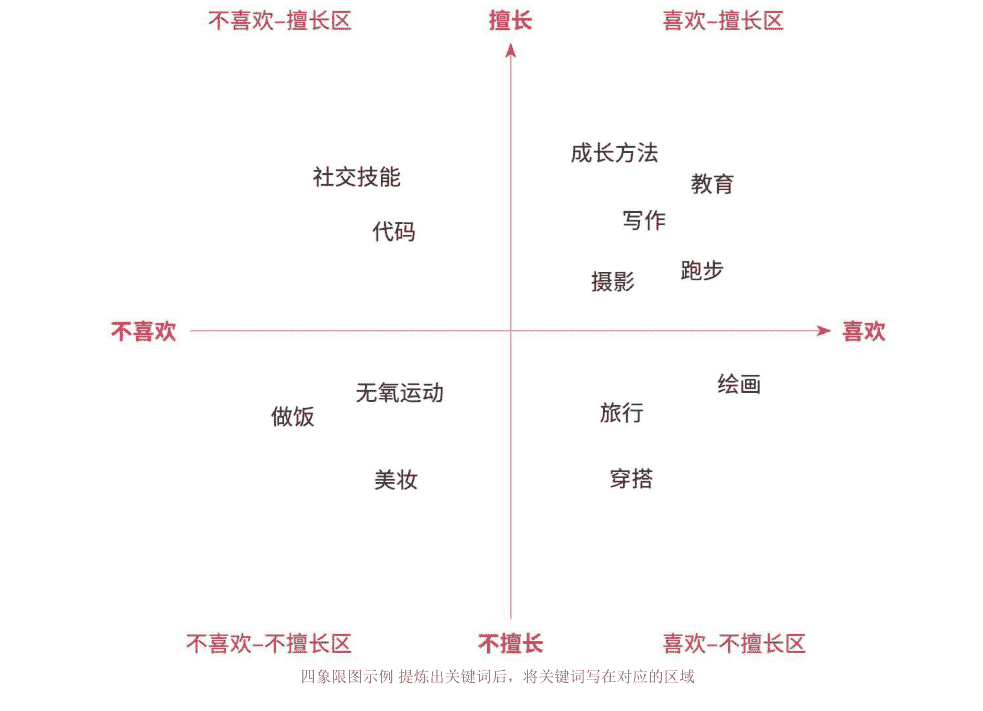 不喜欢–擅长区
擅长
喜欢–擅长区
成长方法
社交技能
教育
写作
代码
跑步
摄影
不喜欢
喜欢
绘画
无氧运动
旅行
做饭
穿搭
美妆
不喜欢–不擅长区
不擅长
喜欢–不擅长区
四象限图示例 提炼出关键词后，将关键词写在对应的区域